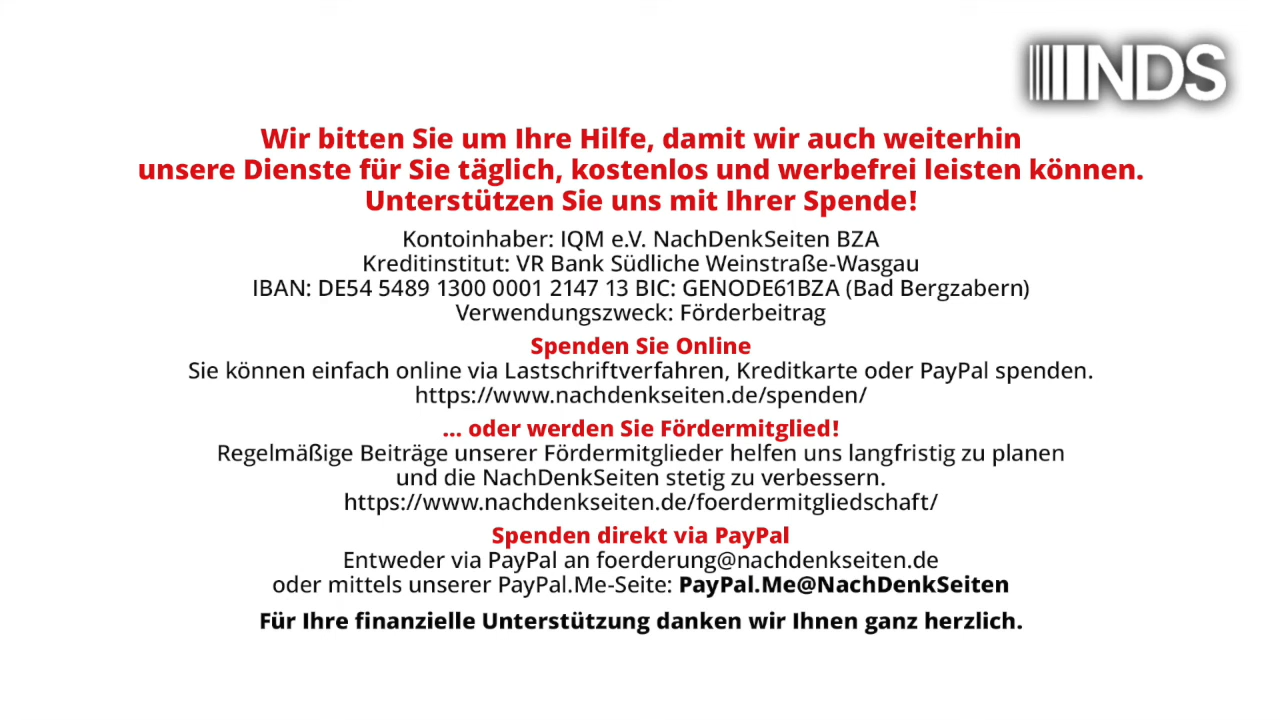 NDS
Wir bitten Sie um Ihre Hilfe, damit wir auch weiterhin
unsere Dienste für Sie täglich, kostenlos und werbefrei leisten können.
Unterstützen Sie uns mit Ihrer Spende!
Kontoinhaber: IQM e.V. NachDenkSeiten BZA
Kreditinstitut: VR Bank Südliche Weinstraße-Wasgau
IBAN: DE54 5489 1300 0001 2147 13 BIC: GENODE61BZA (Bad Bergzabern)
Verwendungszweck: Förderbeitrag
Spenden Sie Online
Sie können einfach online via Lastschriftverfahren, Kreditkarte oder PayPal spenden.
https://www.nachdenkseiten.de/spenden/
... oder werden Sie Fördermitglied!
Regelmäßige Beiträge unserer Fördermitglieder helfen uns langfristig zu planen
und die NachDenkSeiten stetig zu verbessern.
https://www.nachdenkseiten.de/foerdermitgliedschaft/
Spenden direkt via PayPal
Entweder via PayPal an foerderung@nachdenkseiten.de
oder mittels unserer PayPal.Me-Seite: PayPal.Me@NachDenkSeiten
Für Ihre finanzielle Unterstützung danken wir Ihnen ganz herzlich.